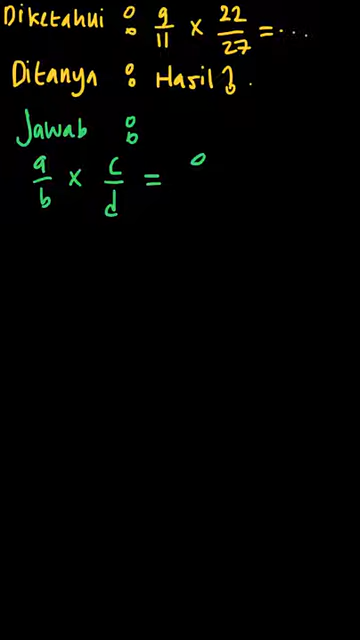 Diketahui : 9/11 × 22/27 = ...
Ditanya : Hasil ? .
Jawab :
a/b × c/d =